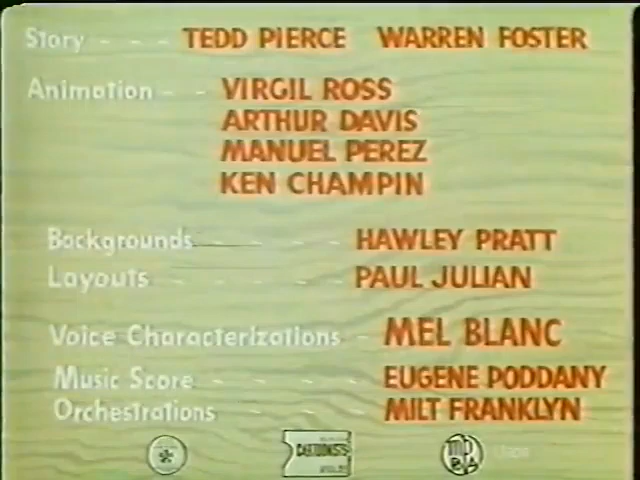 Story - - - TEDD PIERCE WARREN FOSTER
Animation - - VIRGIL ROSS
ARTHUR DAVIS
MANUEL PEREZ
KEN CHAMPIN
Backgrounds - - - - - HAWLEY PRATT
Layouts - - - - - - PAUL JULIAN
Voice Characterizations - MEL BLANC
Music Score - - - - EUGENE PODDANY
Orchestrations - - - - MILT FRANKLYN
CARTOONISTS